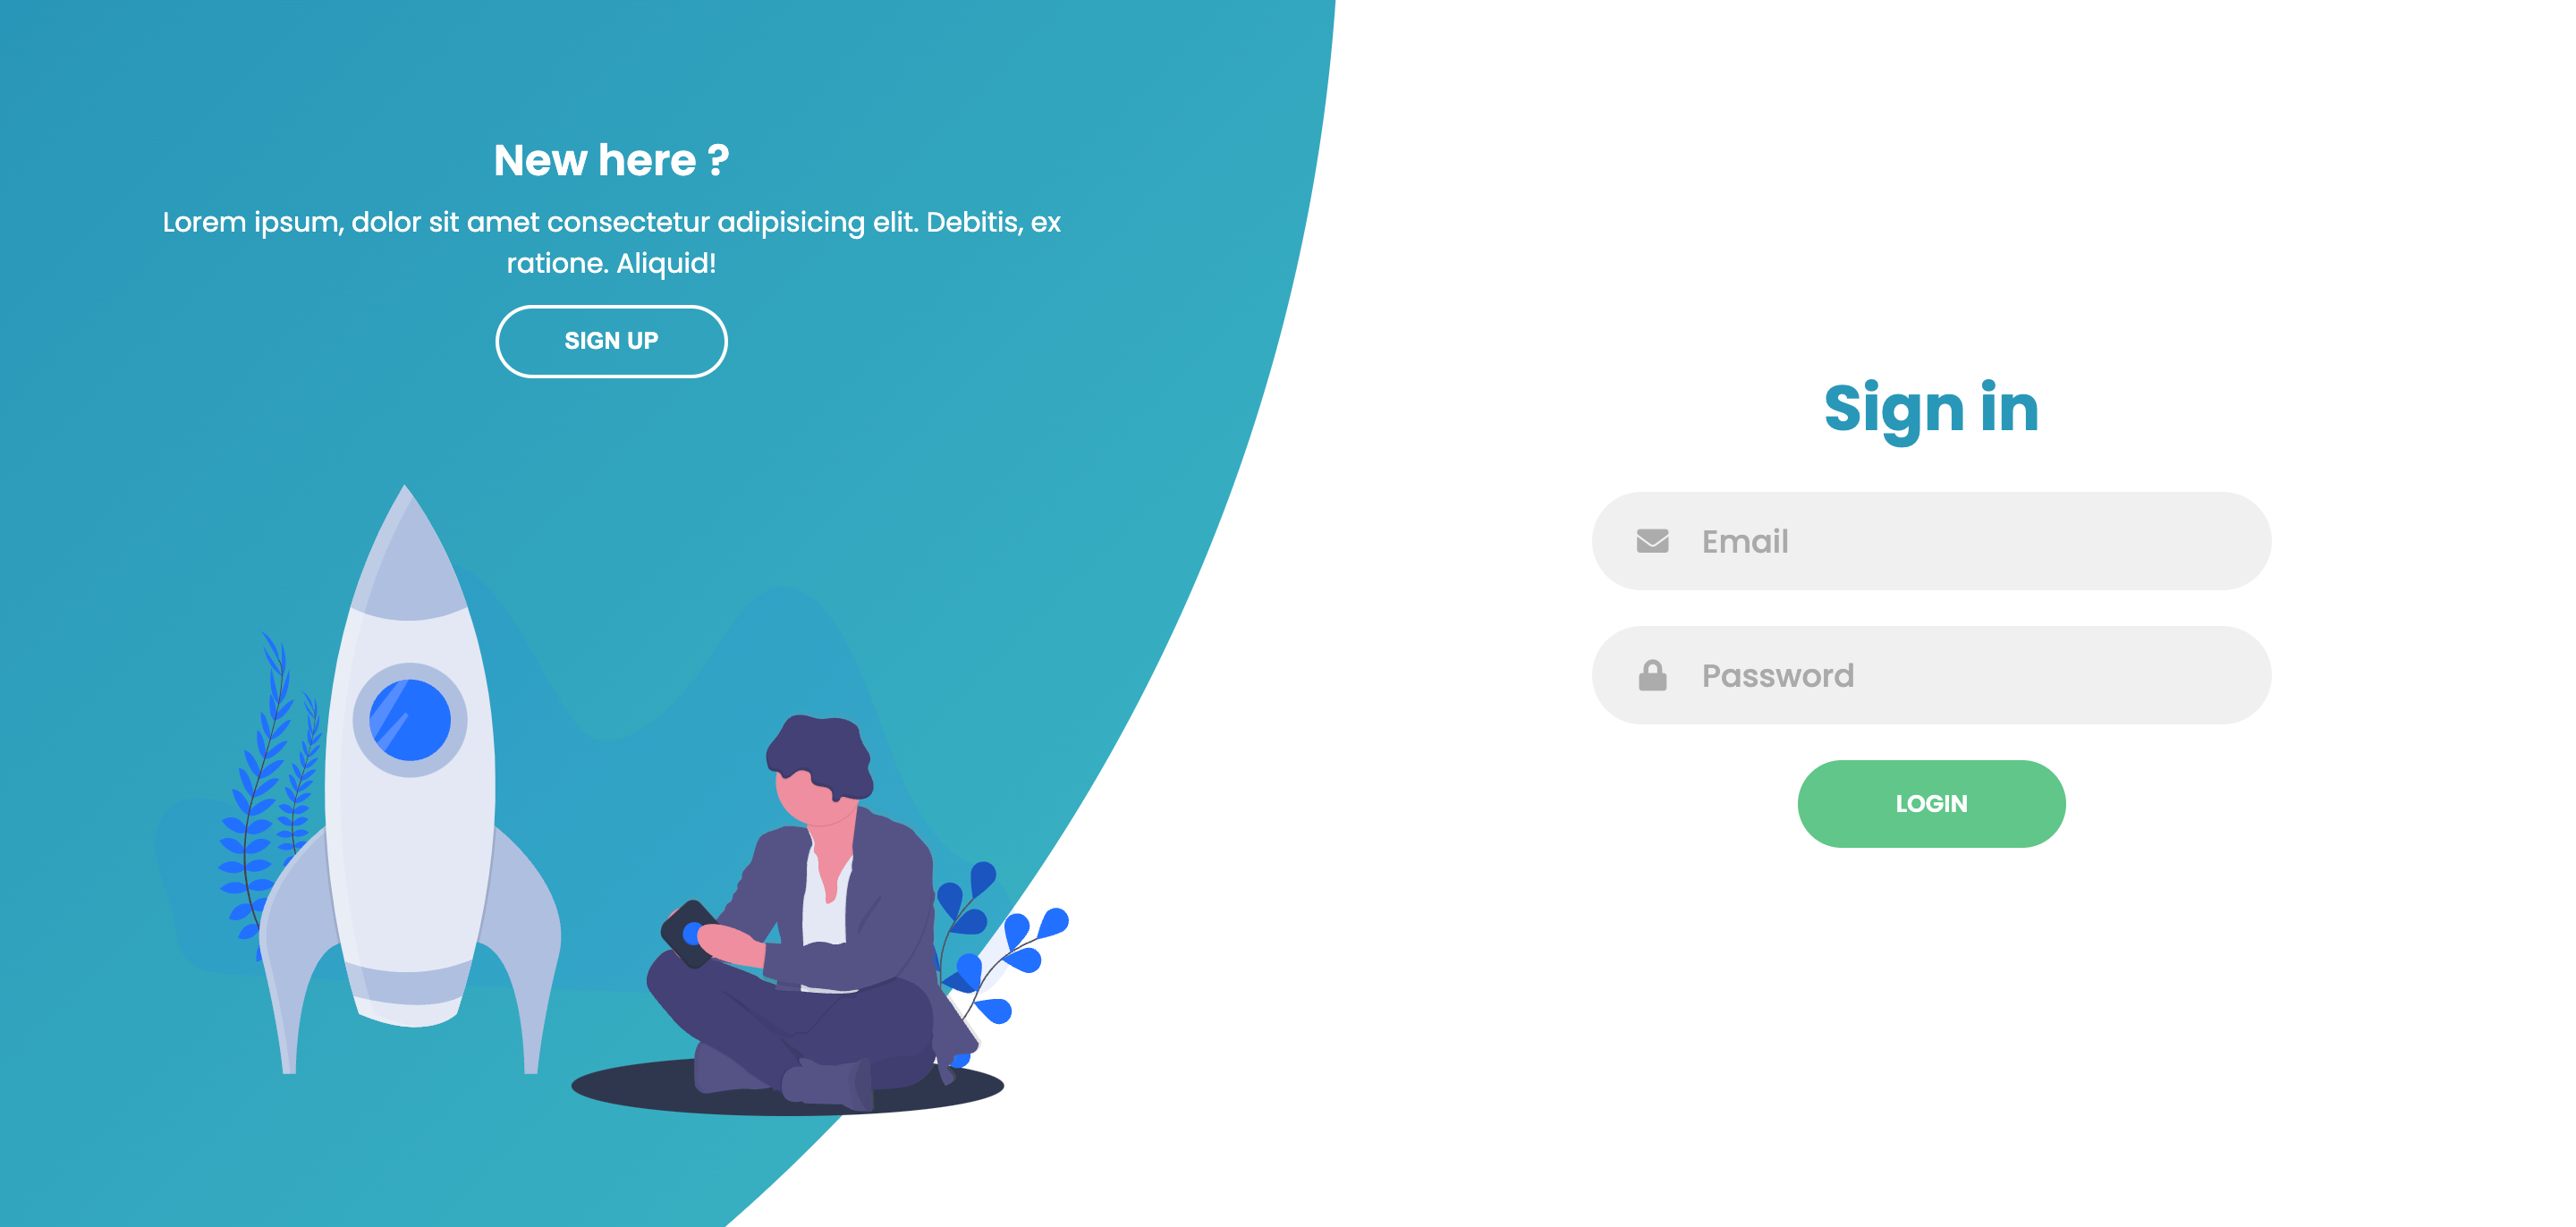 New here ?
Lorem ipsum, dolor sit amet consectetur adipisicing elit. Debitis, ex
ratione. Aliquid!
SIGN UP
Sign in
Email
Password
LOGIN